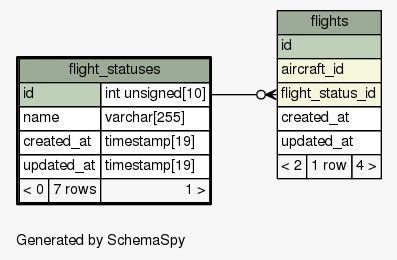 flights
id
aircraft_id
flight_status_id
created_at
updated_at
< 2 1 row 4 >
flight_statuses
id int unsigned[10]
name varchar[255]
created_at timestamp[19]
updated_at timestamp[19]
< 0 7 rows 1 >
Generated by SchemaSpy